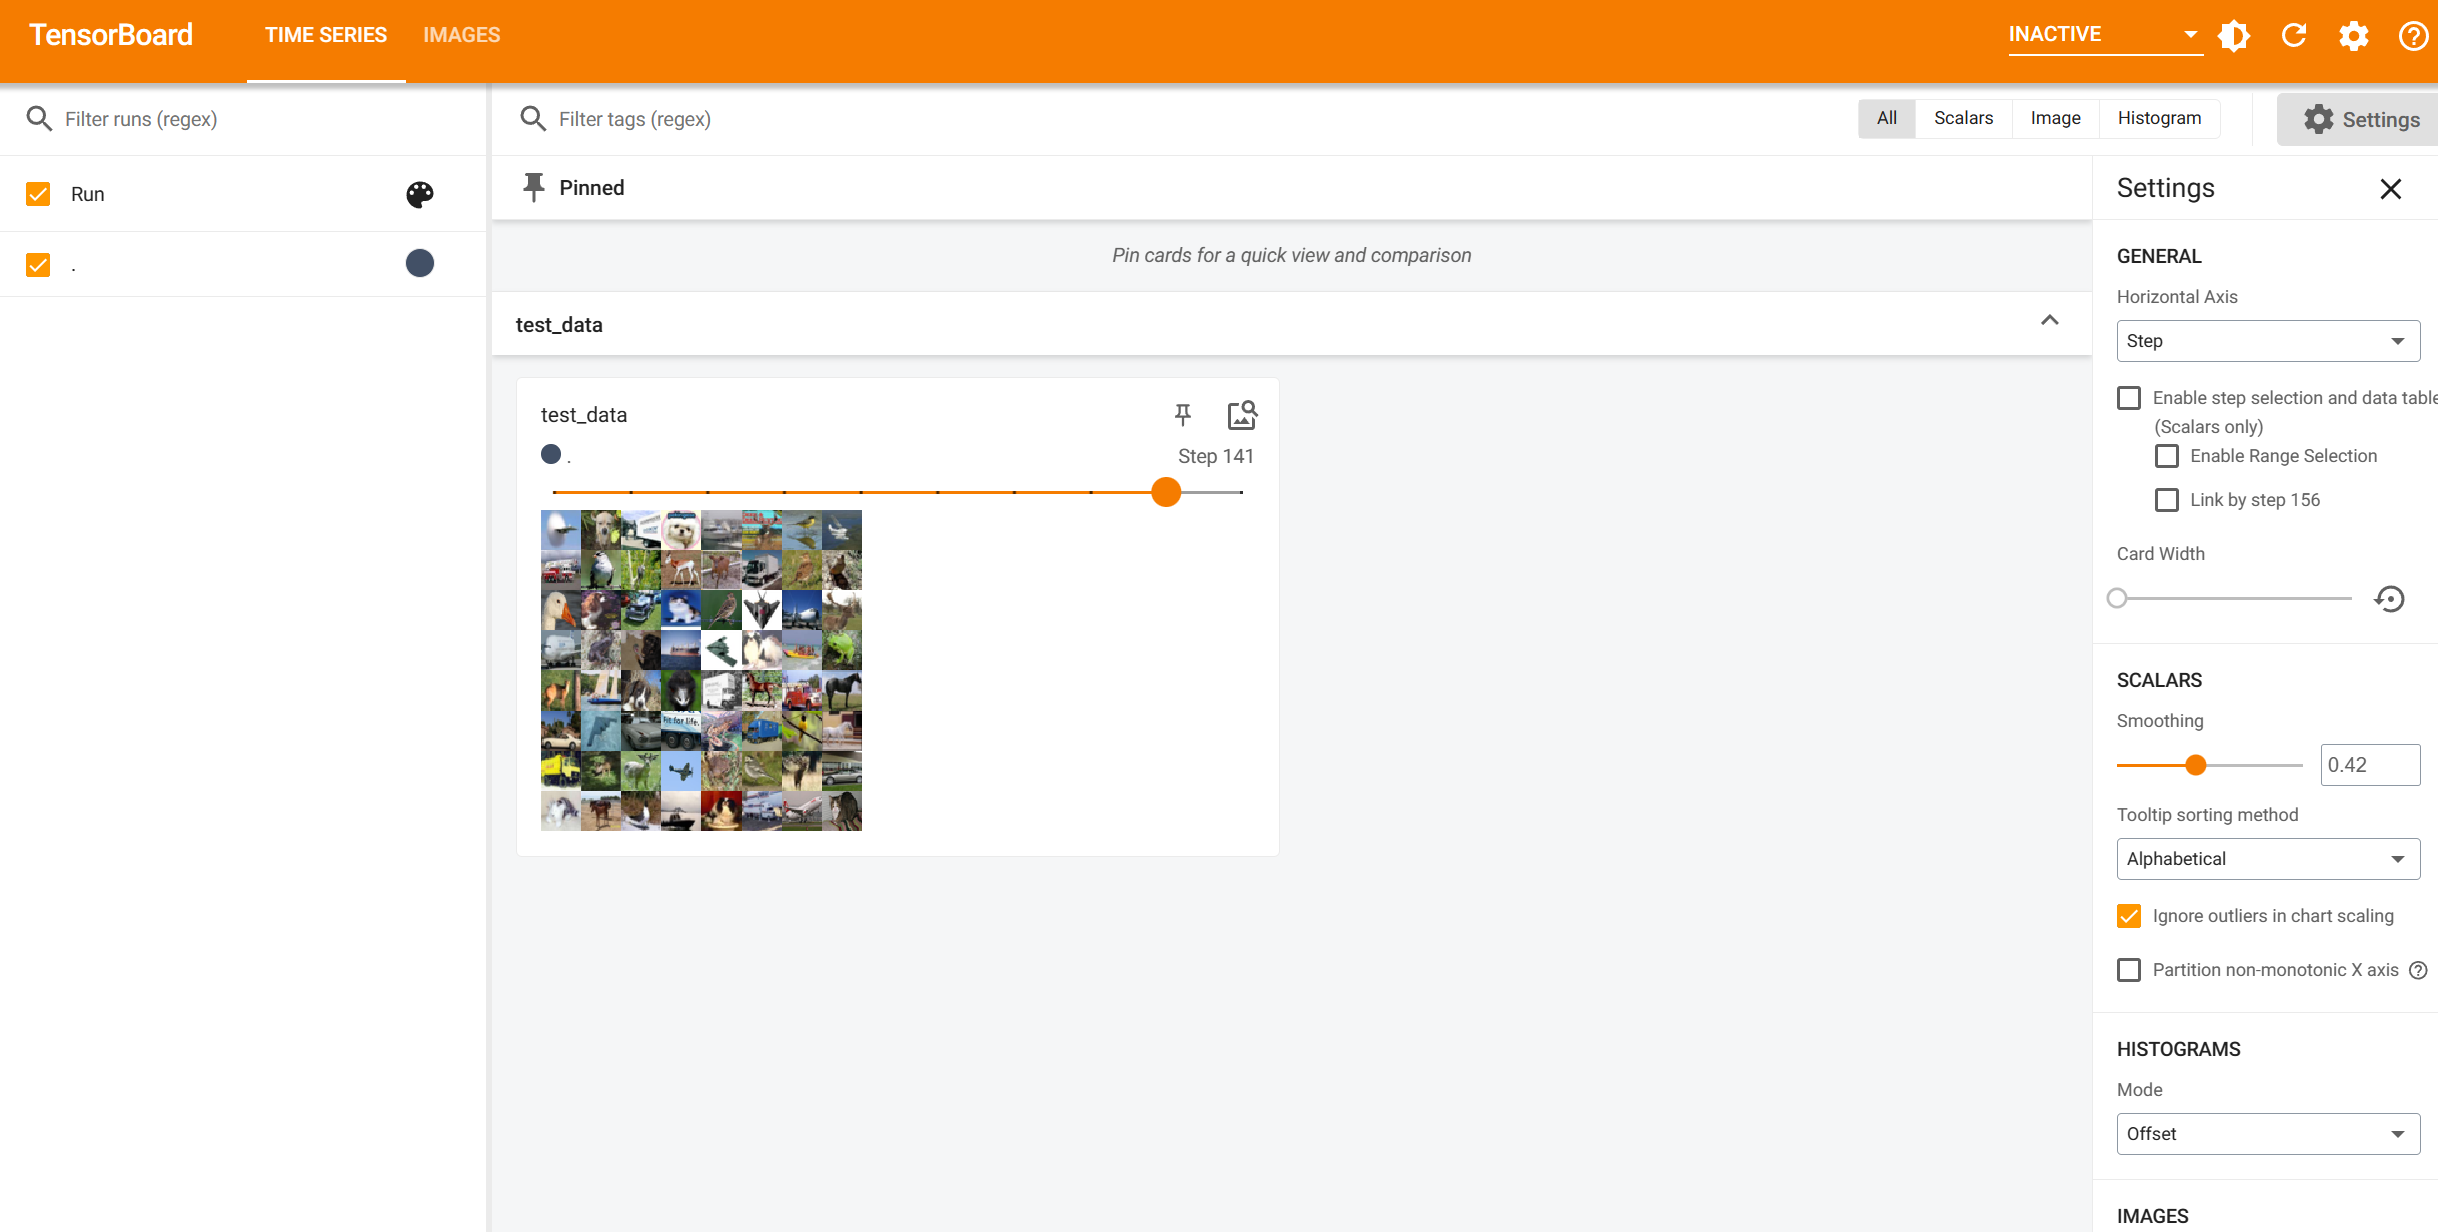 TensorBoard
TIME SERIES
IMAGES
INACTIVE
Filter runs (regex)
Filter tags (regex)
All
Scalars
Image
Histogram
Settings
Run
.
Pinned
Pin cards for a quick view and comparison
test_data
test_data
.
Step 141
fit for life.
Settings
GENERAL
Horizontal Axis
Step
Enable step selection and data table
(Scalars only)
Enable Range Selection
Link by step 156
Card Width
SCALARS
Smoothing
0.42
Tooltip sorting method
Alphabetical
Ignore outliers in chart scaling
Partition non-monotonic X axis
HISTOGRAMS
Mode
Offset
IMAGES